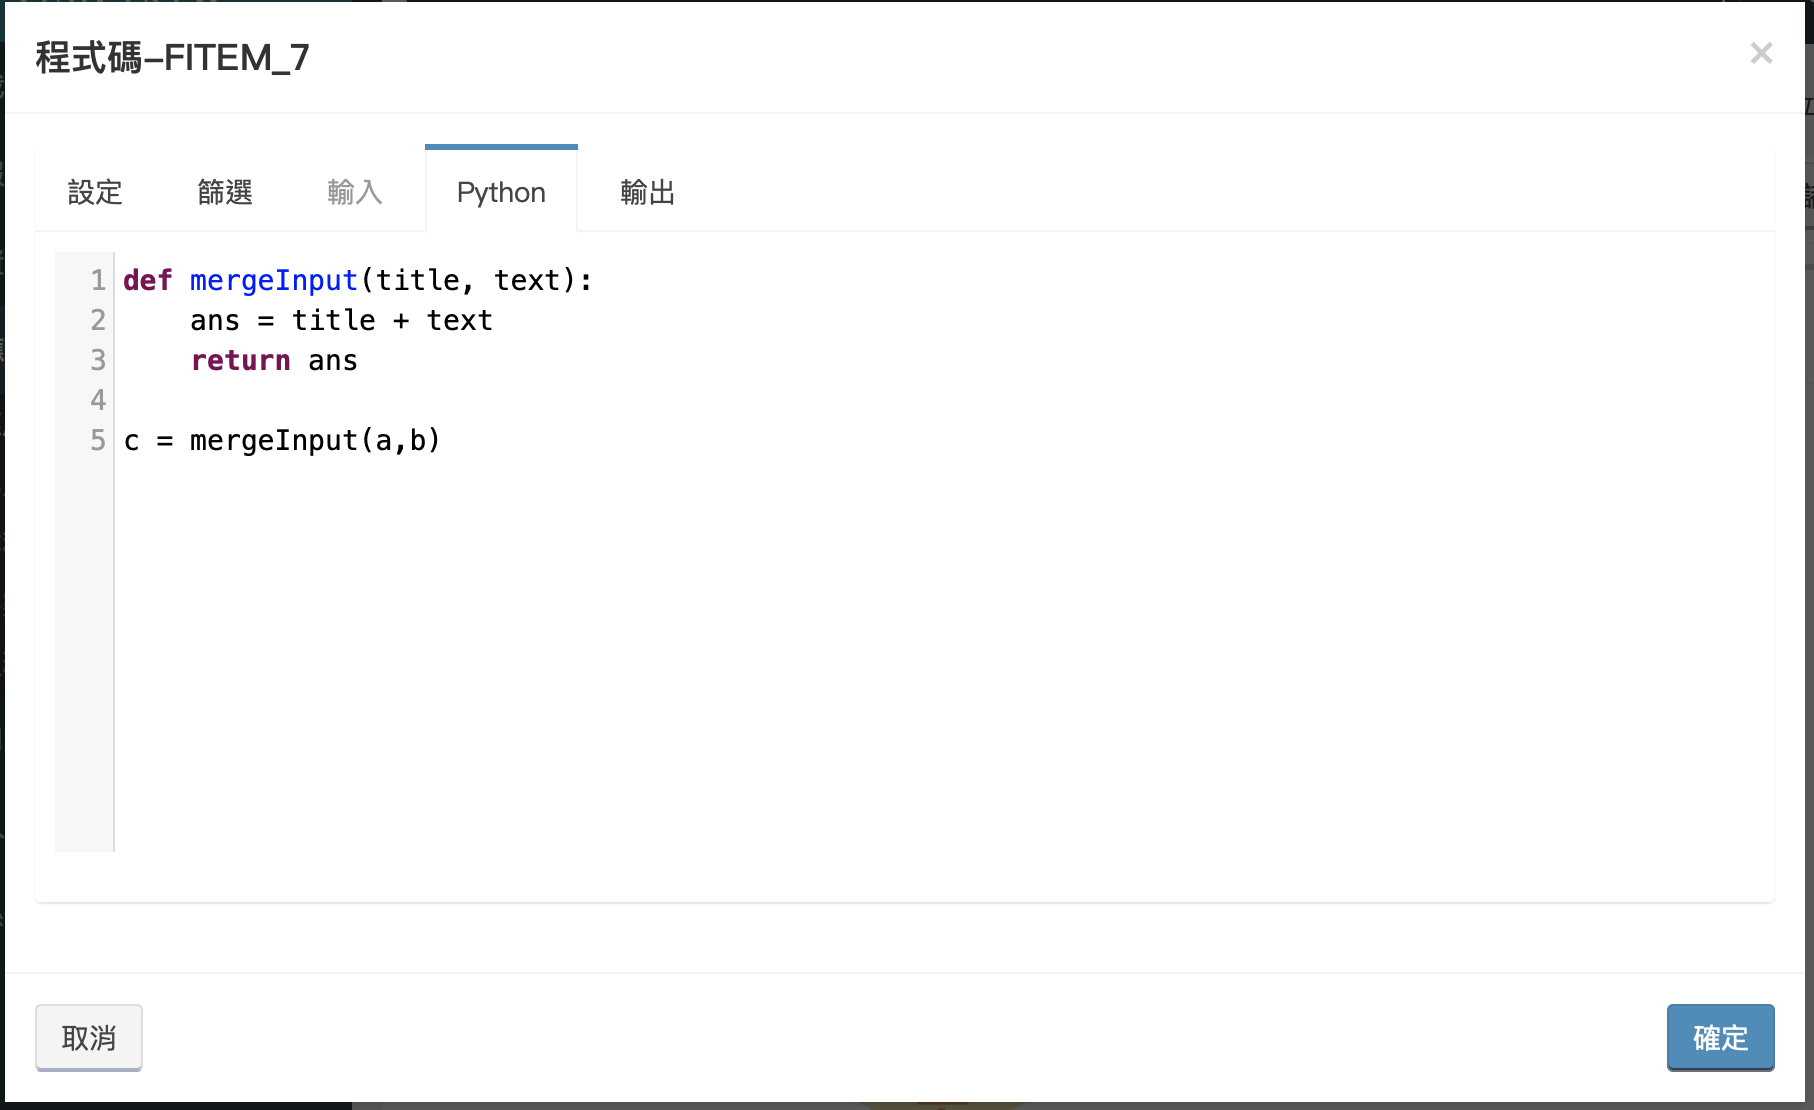 程式碼-FITEM_7
×
設定 篩選 輸入 Python 輸出
1 def mergeInput(title, text):
2     ans = title + text
3     return ans
4
5 c = mergeInput(a,b)
取消 確定